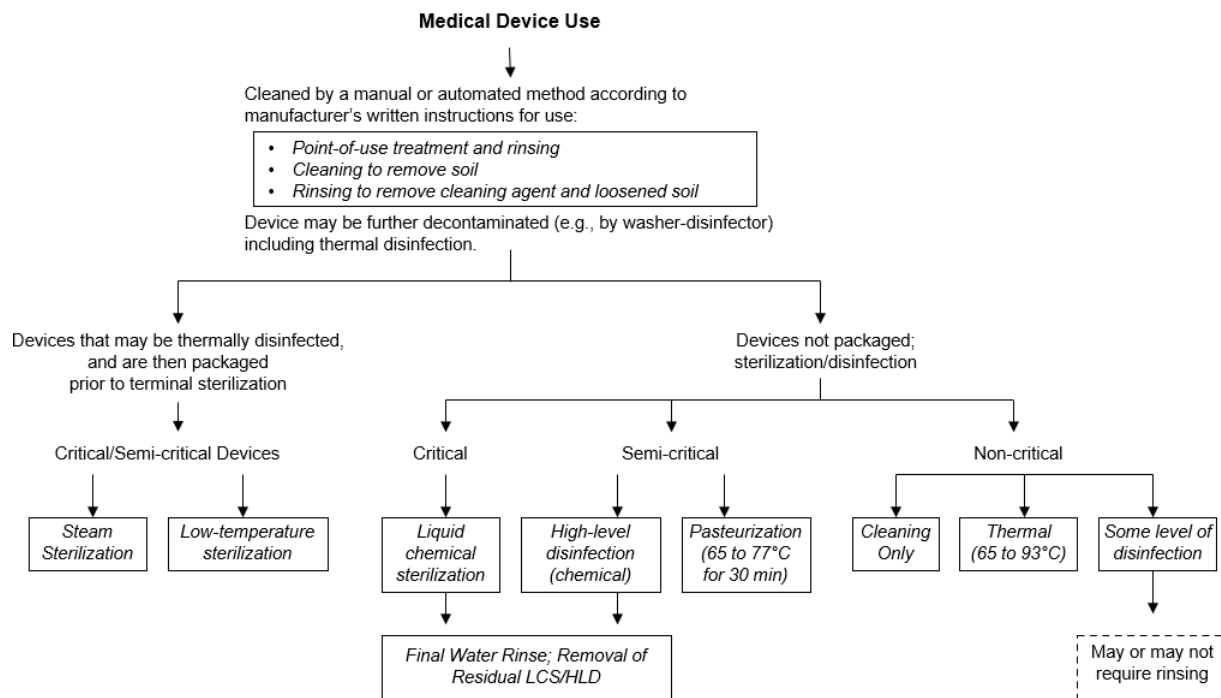 Medical Device Use
Cleaned by a manual or automated method according to
manufacturer’s written instructions for use:
• Point-of-use treatment and rinsing
• Cleaning to remove soil
• Rinsing to remove cleaning agent and loosened soil
Device may be further decontaminated (e.g., by washer-disinfector)
including thermal disinfection.
Devices that may be thermally disinfected,
and are then packaged
prior to terminal sterilization
Devices not packaged;
sterilization/disinfection
Critical/Semi-critical Devices
Critical
Semi-critical
Non-critical
Steam
Sterilization
Low-temperature
sterilization
Liquid
chemical
sterilization
High-level
disinfection
(chemical)
Pasteurization
(65 to 77°C
for 30 min)
Cleaning
Only
Thermal
(65 to 93°C)
Some level of
disinfection
Final Water Rinse; Removal of
Residual LCS/HLD
May or may not
require rinsing